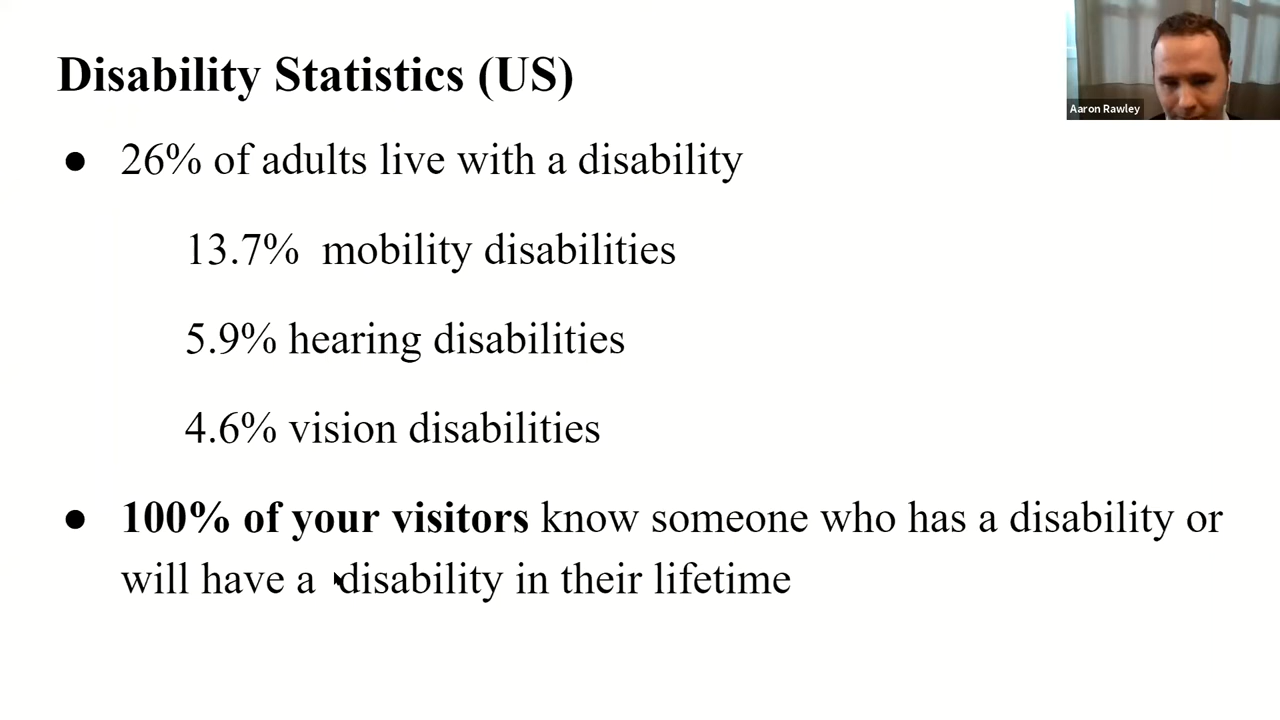 Disability Statistics (US)
Aaron Rawley
● 26% of adults live with a disability
13.7%  mobility disabilities
5.9% hearing disabilities
4.6% vision disabilities
● 100% of your visitors know someone who has a disability or
will have a disability in their lifetime